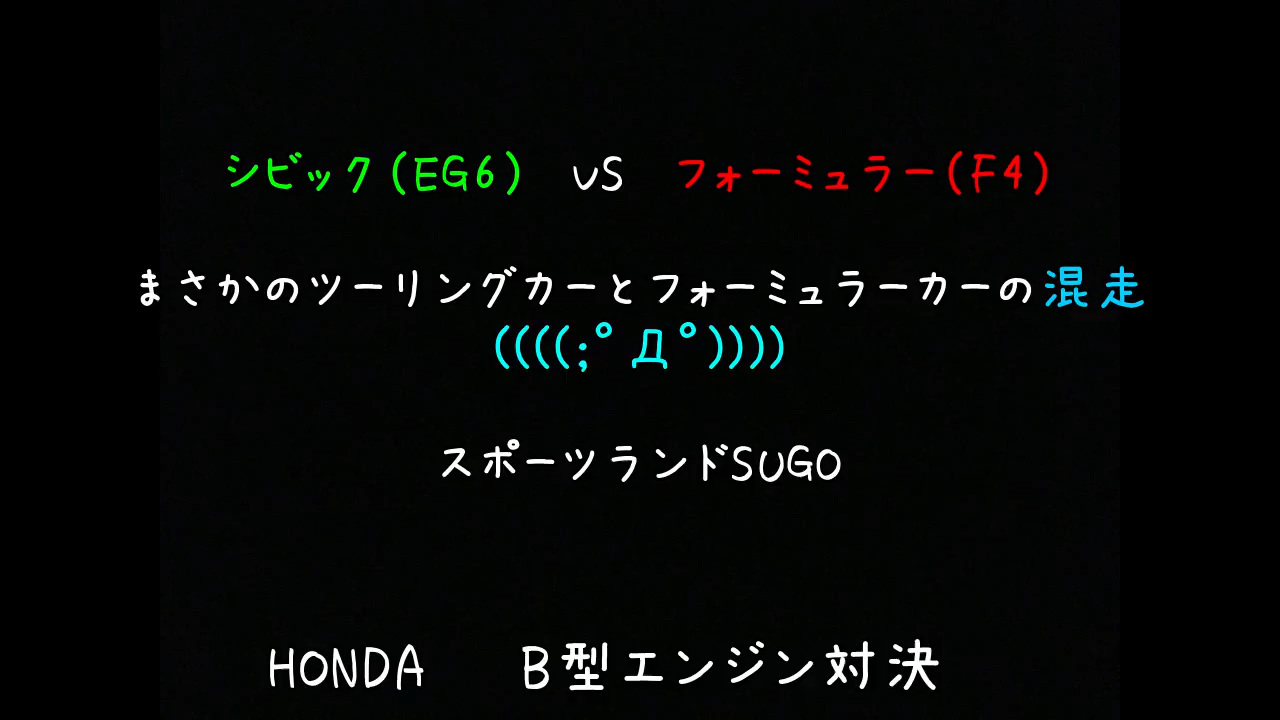 シビック(EG6) vs フォーミュラー(F4)
まさかのツーリングカーとフォーミュラーカーの混走
((((;゜Д゜))))
スポーツランドSUGO
HONDA B型エンジン対決